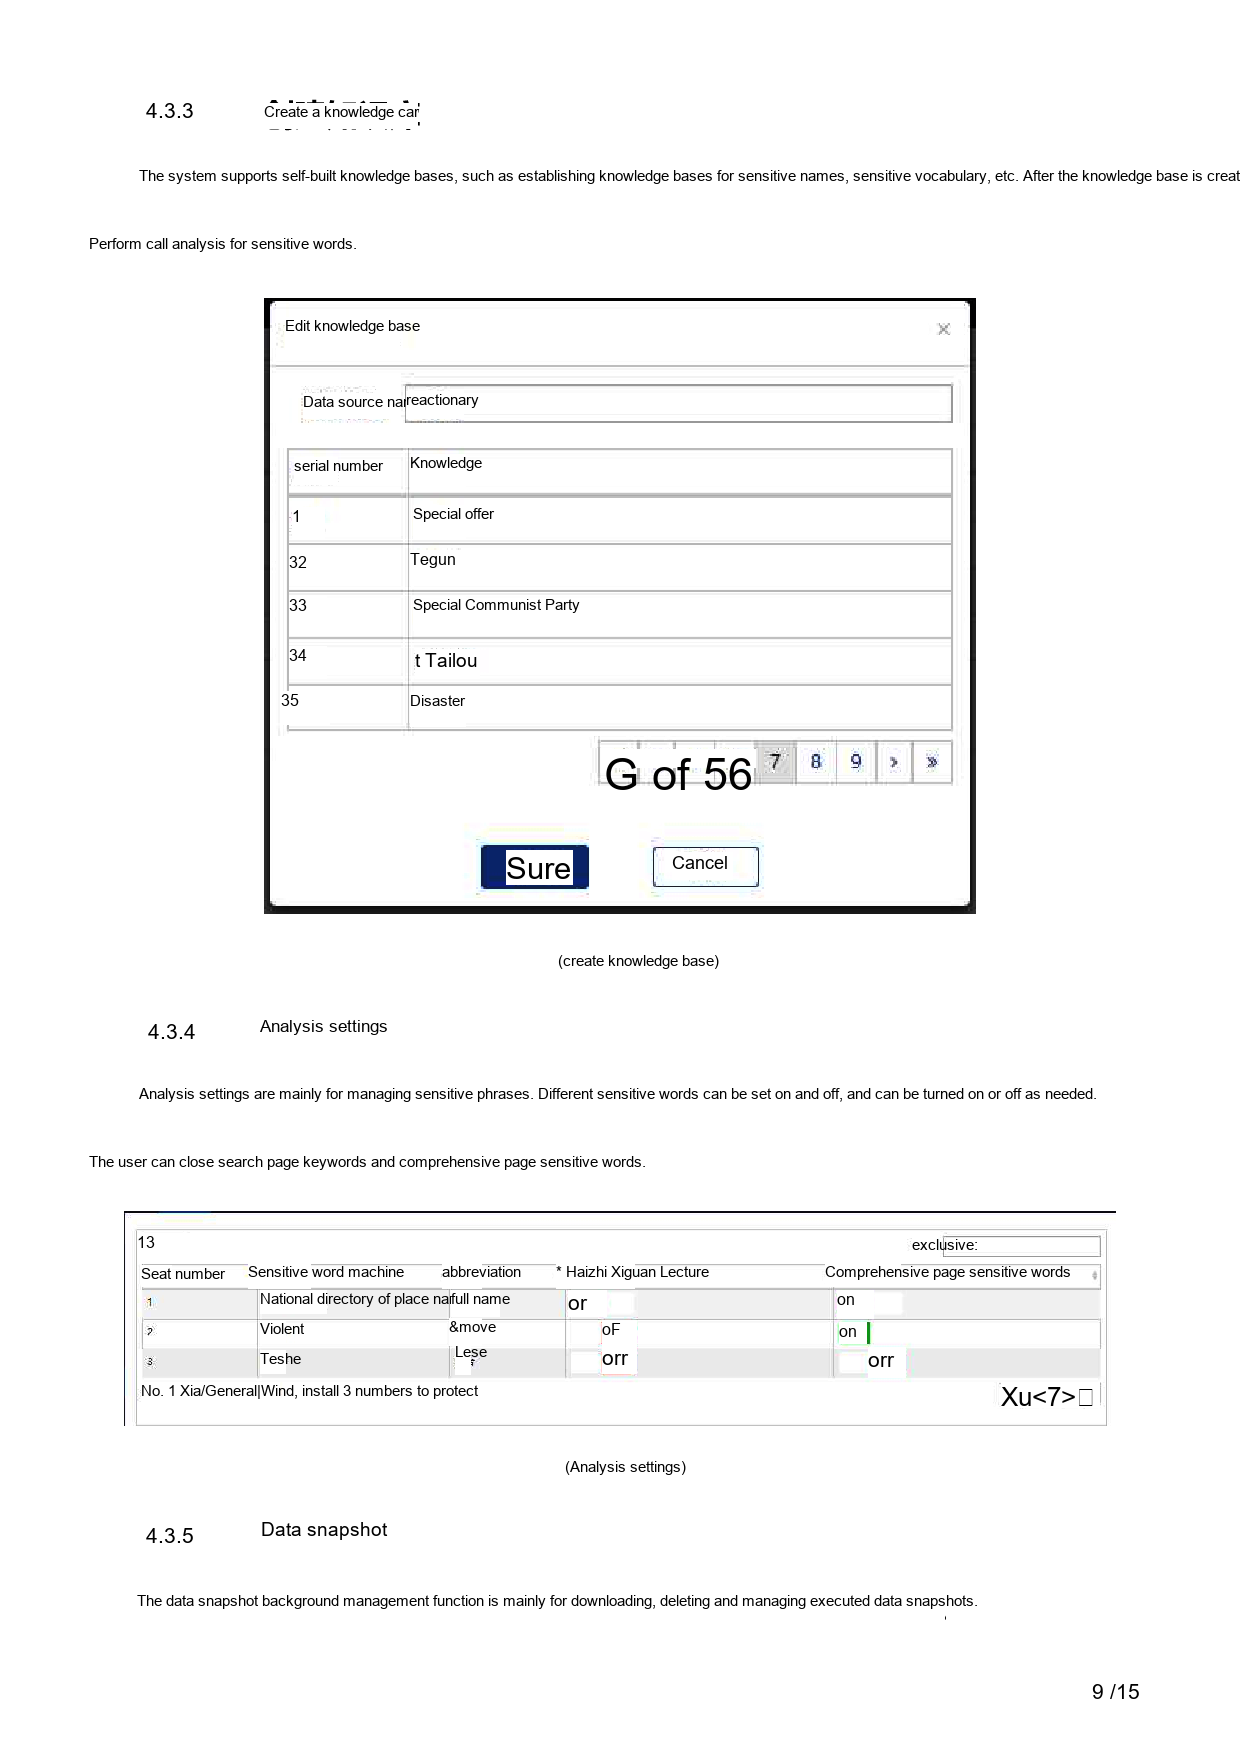 4.3.3 Create a knowledge car
The system supports self-built knowledge bases, such as establishing knowledge bases for sensitive names, sensitive vocabulary, etc. After the knowledge base is creat
Perform call analysis for sensitive words.
Edit knowledge base
Data source nar reactionary
serial number Knowledge
1 Special offer
32 Tegun
33 Special Communist Party
34 t Tailou
35 Disaster
G of 56 7 8 9 › »
Sure Cancel
(create knowledge base)
4.3.4 Analysis settings
Analysis settings are mainly for managing sensitive phrases. Different sensitive words can be set on and off, and can be turned on or off as needed.
The user can close search page keywords and comprehensive page sensitive words.
13 exclusive:
Seat number Sensitive word machine abbreviation * Haizhi Xiguan Lecture Comprehensive page sensitive words
1 National directory of place na full name or on
2 Violent &move oF on
3 Teshe Lese orr orr
No. 1 Xia/General|Wind, install 3 numbers to protect Xu<7>□
(Analysis settings)
4.3.5 Data snapshot
The data snapshot background management function is mainly for downloading, deleting and managing executed data snapshots.
9 /15